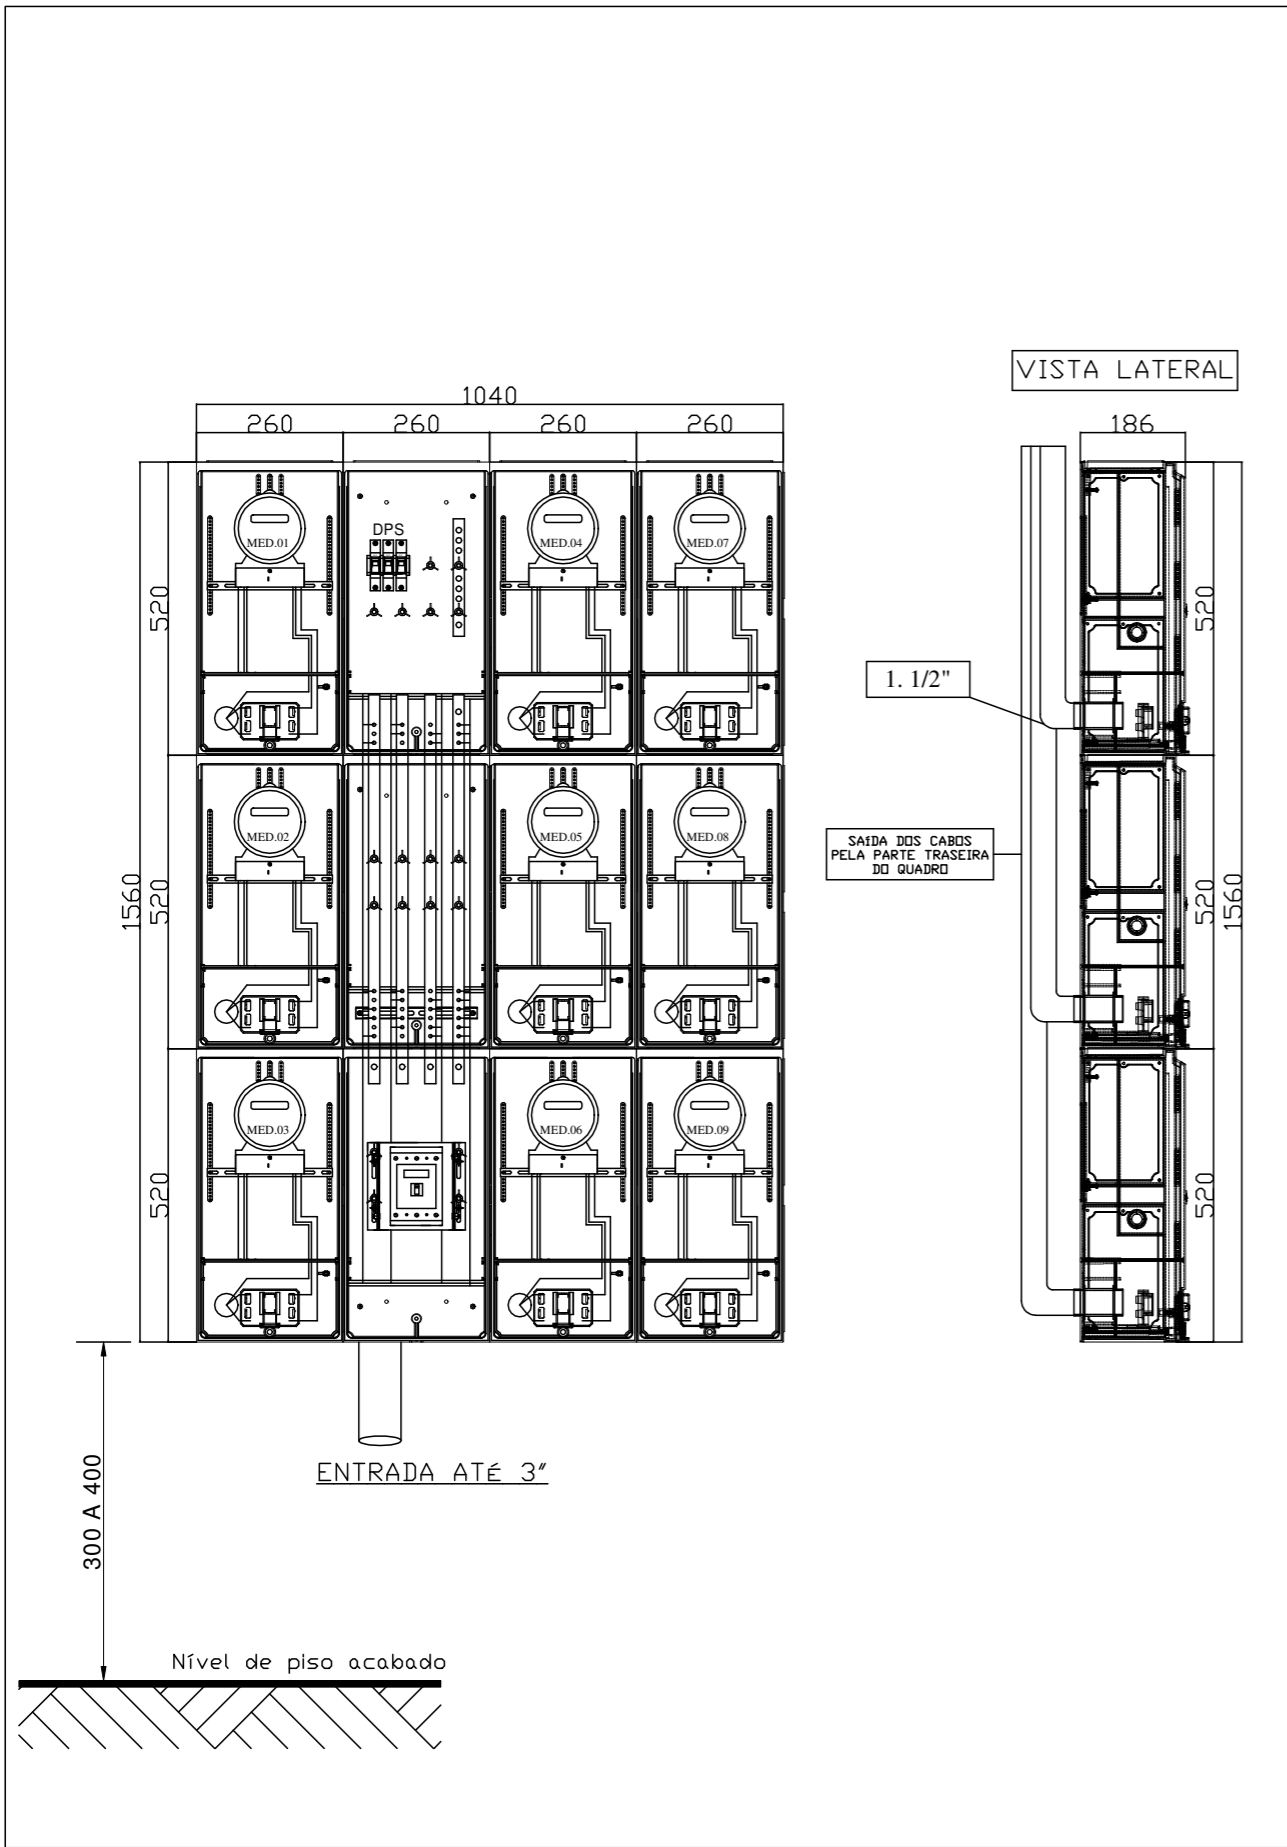 VISTA LATERAL
1040
260
260
260
260
186
MED.01
DPS
MED.04
MED.07
520
520
1. 1/2"
MED.02
MED.05
MED.08
SAÍDA DOS CABOS
PELA PARTE TRASEIRA
DO QUADRO
1560
520
520
1560
MED.03
MED.06
MED.09
520
520
ENTRADA ATÉ 3"
300 A 400
Nível de piso acabado